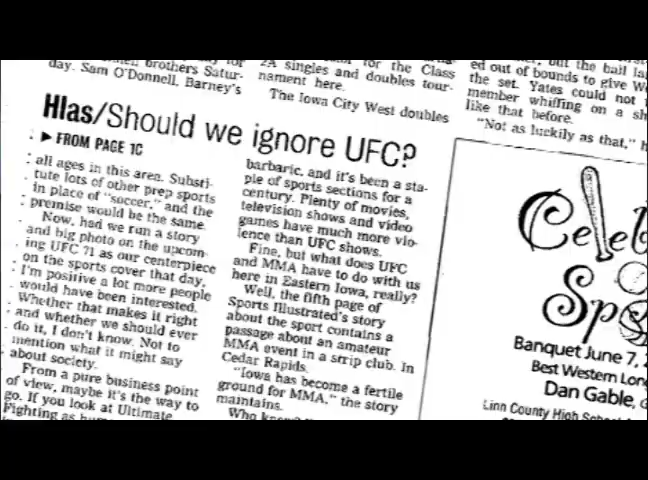 day. Sam O'Donnell, Barney's
brothers Satur-
2A singles and doubles tour-
for the Class
nament here.
The Iowa City West doubles
but the ball
ed out of bounds to give
the set. Yates could not
member whiffing on a
like that before.
"Not as luckily as that,"
Hlas/Should we ignore UFC?
► FROM PAGE 1C
all ages in this area. Substi-
tute lots of other prep sports
in place of "soccer," and the
premise would be the same.
Now, had we run a story
and big photo on the upcom-
ing UFC 71 as our centerpiece
on the sports cover that day,
I'm positive a lot more people
would have been interested.
Whether that makes it right
and whether we should ever
do it, I don't know. Not to
mention what it might say
about society.
From a pure business point
of view, maybe it's the way to
go. If you look at Ultimate
Fighting as
barbaric, and it's been a sta-
ple of sports sections for a
century. Plenty of movies,
television shows and video
games have much more vio-
lence than UFC shows.
Fine, but what does UFC
and MMA have to do with us
here in Eastern Iowa, really?
Well, the fifth page of
Sports Illustrated's story
about the sport contains a
passage about an amateur
MMA event in a strip club. In
Cedar Rapids.
"Iowa has become a fertile
ground for MMA," the story
maintains.
Who
Celeb
Spo
Banquet June 7,
Best Western Lon
Dan Gable,
Linn County High School